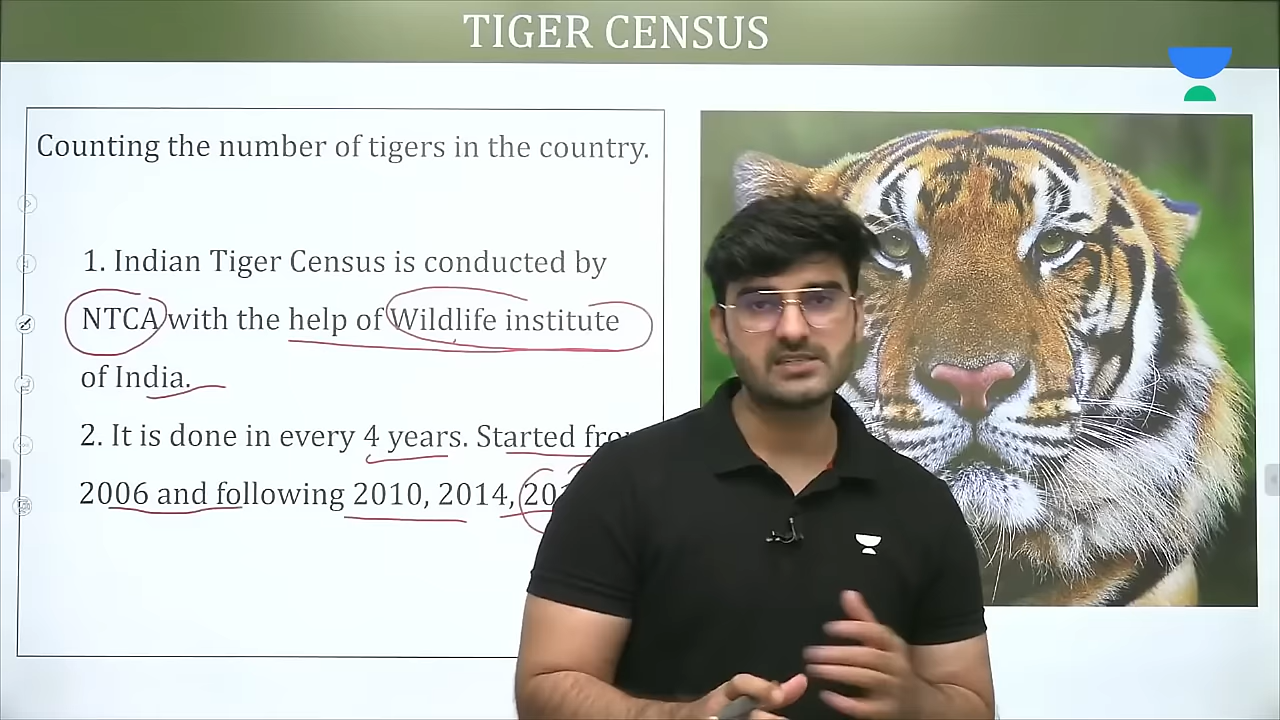 TIGER CENSUS
Counting the number of tigers in the country.
1. Indian Tiger Census is conducted by
NTCA with the help of Wildlife institute
of India.
2. It is done in every 4 years. Started
2006 and following 2010, 2014,